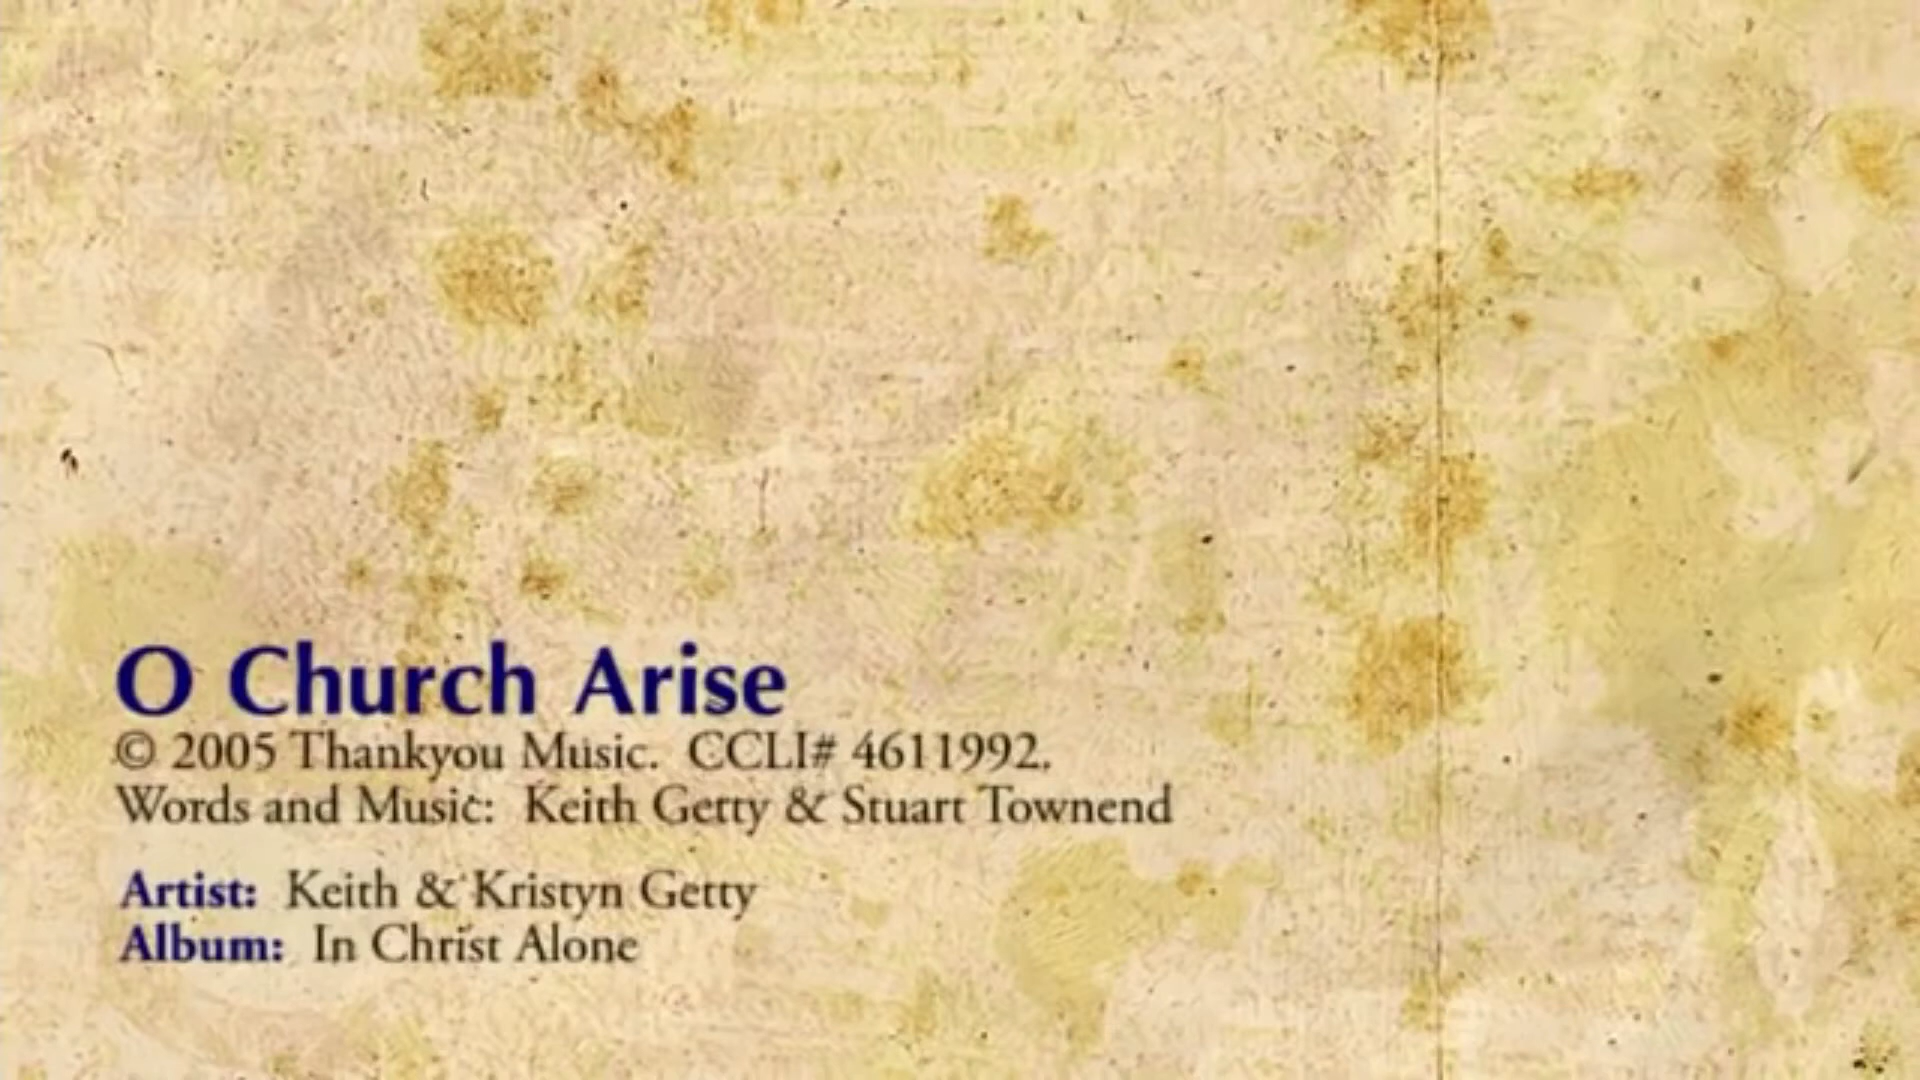 O Church Arise
© 2005 Thankyou Music. CCLI# 4611992.
Words and Music: Keith Getty & Stuart Townend
Artist: Keith & Kristyn Getty
Album: In Christ Alone